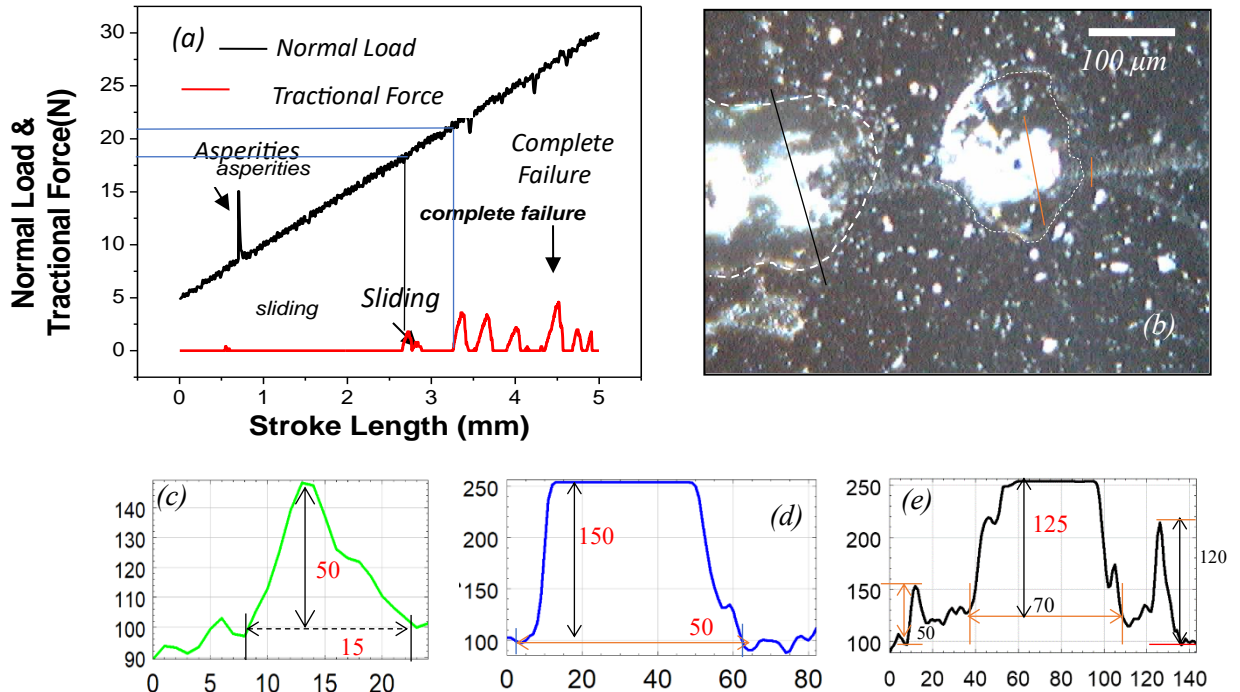 Normal Load &
Tractional Force(N)
30
25
20
15
10
5
0
(a)
Normal Load
Tractional Force
Asperities
asperities
Complete
Failure
complete failure
sliding
Sliding
0 1 2 3 4 5
Stroke Length (mm)
100 μm
(b)
(c)
140
130
120
110
100
90
50
15
0 5 10 15 20
(d)
250
200
150
100
150
50
0 20 40 60 80
(e)
250
200
150
100
125
120
70
50
0 20 40 60 80 100 120 140